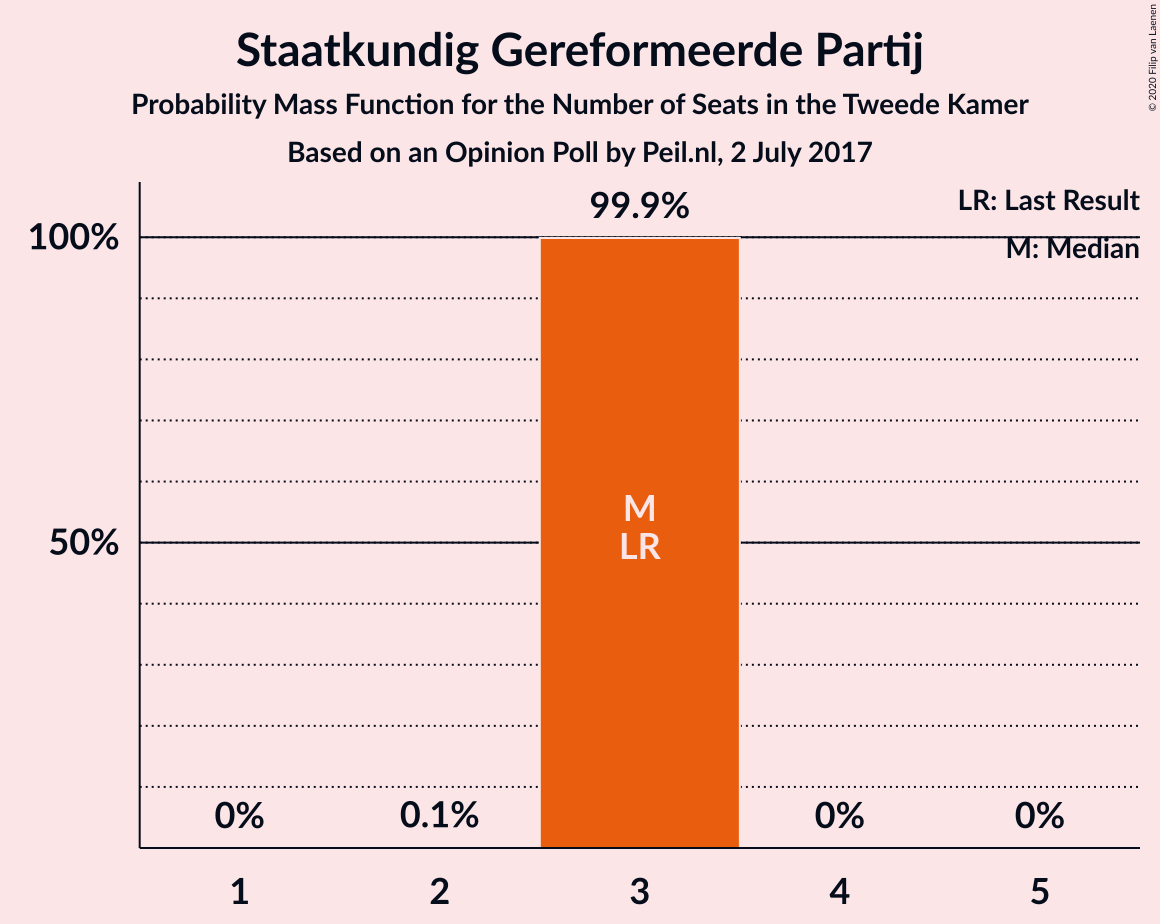 Staatkundig Gereformeerde Partij
Probability Mass Function for the Number of Seats in the Tweede Kamer
Based on an Opinion Poll by Peil.nl, 2 July 2017
© 2020 Filip van Laenen
LR: Last Result
M: Median
99.9%
100%
50%
M
LR
0%
0.1%
0%
0%
1
2
3
4
5